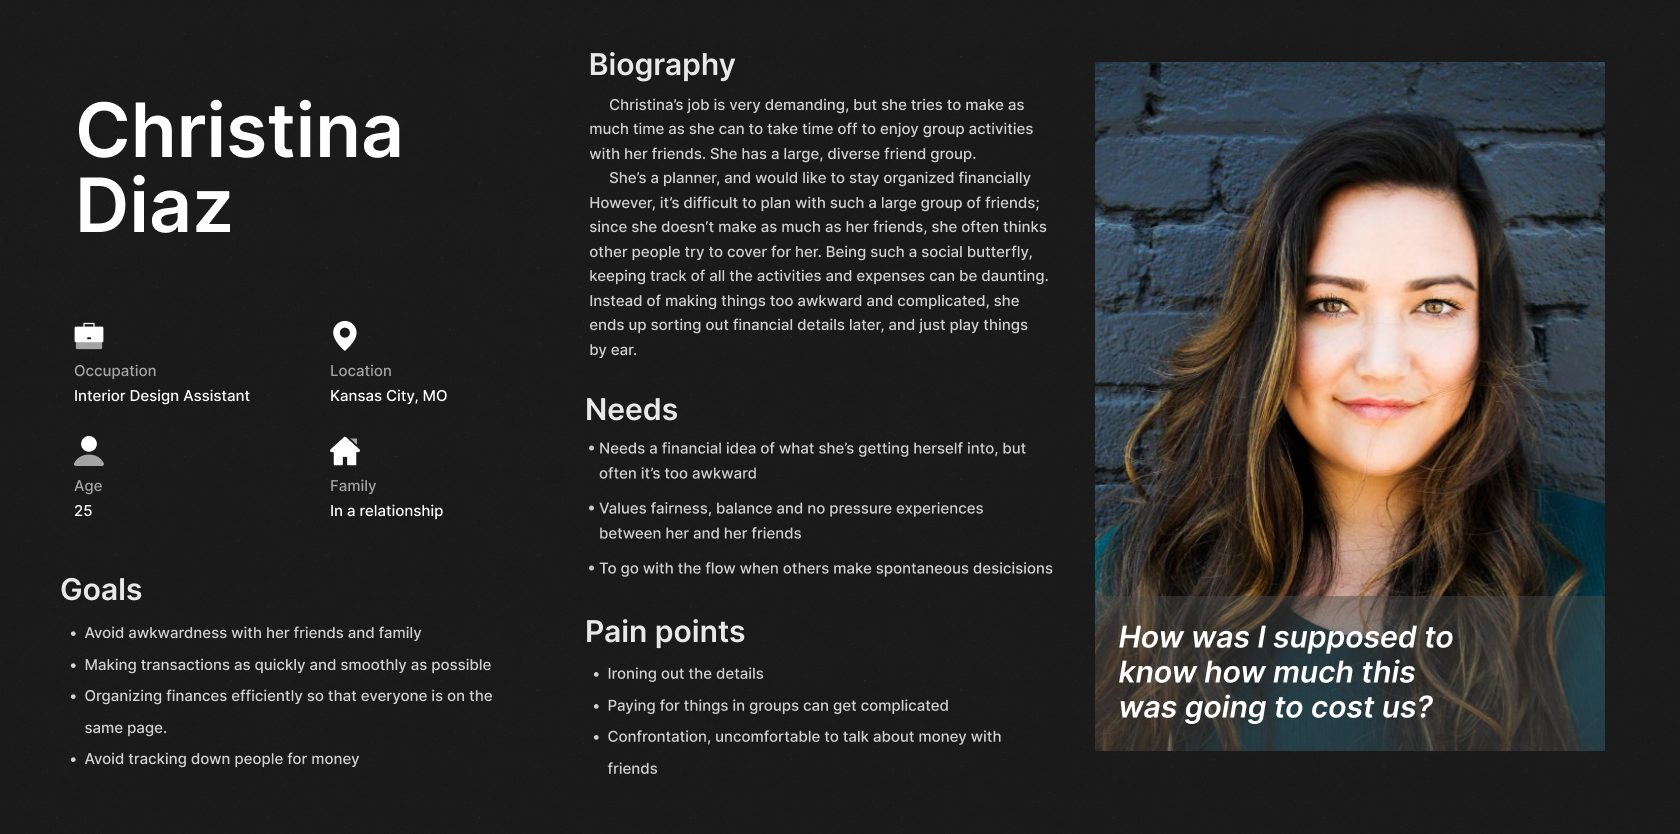 Christina
Diaz
Occupation
Interior Design Assistant
Location
Kansas City, MO
Age
25
Family
In a relationship
Goals
• Avoid awkwardness with her friends and family
• Making transactions as quickly and smoothly as possible
• Organizing finances efficiently so that everyone is on the
same page.
• Avoid tracking down people for money
Biography
Christina’s job is very demanding, but she tries to make as
much time as she can to take time off to enjoy group activities
with her friends. She has a large, diverse friend group.
She’s a planner, and would like to stay organized financially
However, it’s difficult to plan with such a large group of friends;
since she doesn’t make as much as her friends, she often thinks
other people try to cover for her. Being such a social butterfly,
keeping track of all the activities and expenses can be daunting.
Instead of making things too awkward and complicated, she
ends up sorting out financial details later, and just play things
by ear.
Needs
• Needs a financial idea of what she’s getting herself into, but
often it’s too awkward
• Values fairness, balance and no pressure experiences
between her and her friends
• To go with the flow when others make spontaneous desicisions
Pain points
• Ironing out the details
• Paying for things in groups can get complicated
• Confrontation, uncomfortable to talk about money with
friends
How was I supposed to
know how much this
was going to cost us?